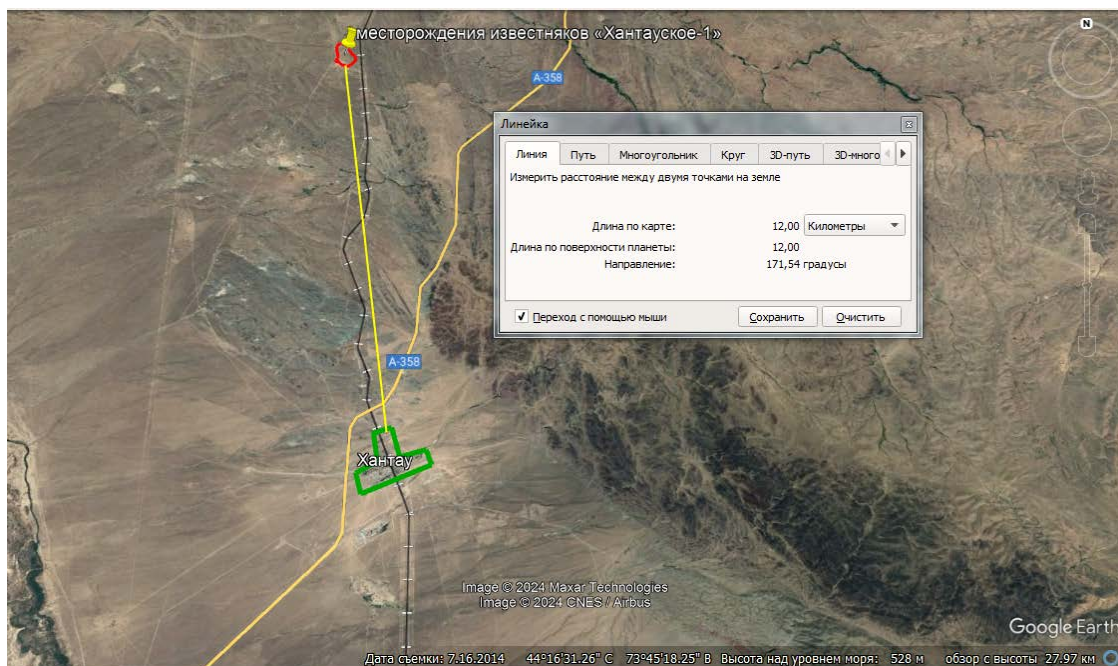 месторождения известняков «Хантауское-1»
N
А-358
Линейка
Линия Путь Многоугольник Круг 3D-путь 3D-много
Измерить расстояние между двумя точками на земле
Длина по карте: 12,00 Километры
Длина по поверхности планеты: 12,00
Направление: 171,54 градусы
Переход с помощью мыши Сохранить Очистить
А-358
Хантау
Image © 2024 Maxar Technologies
Image © 2024 CNES / Airbus
Google Earth
Дата съемки: 7.16.2014 44°16'31.26" С 73°45'18.25" В Высота над уровнем моря: 528 м обзор с высоты 27.97 км